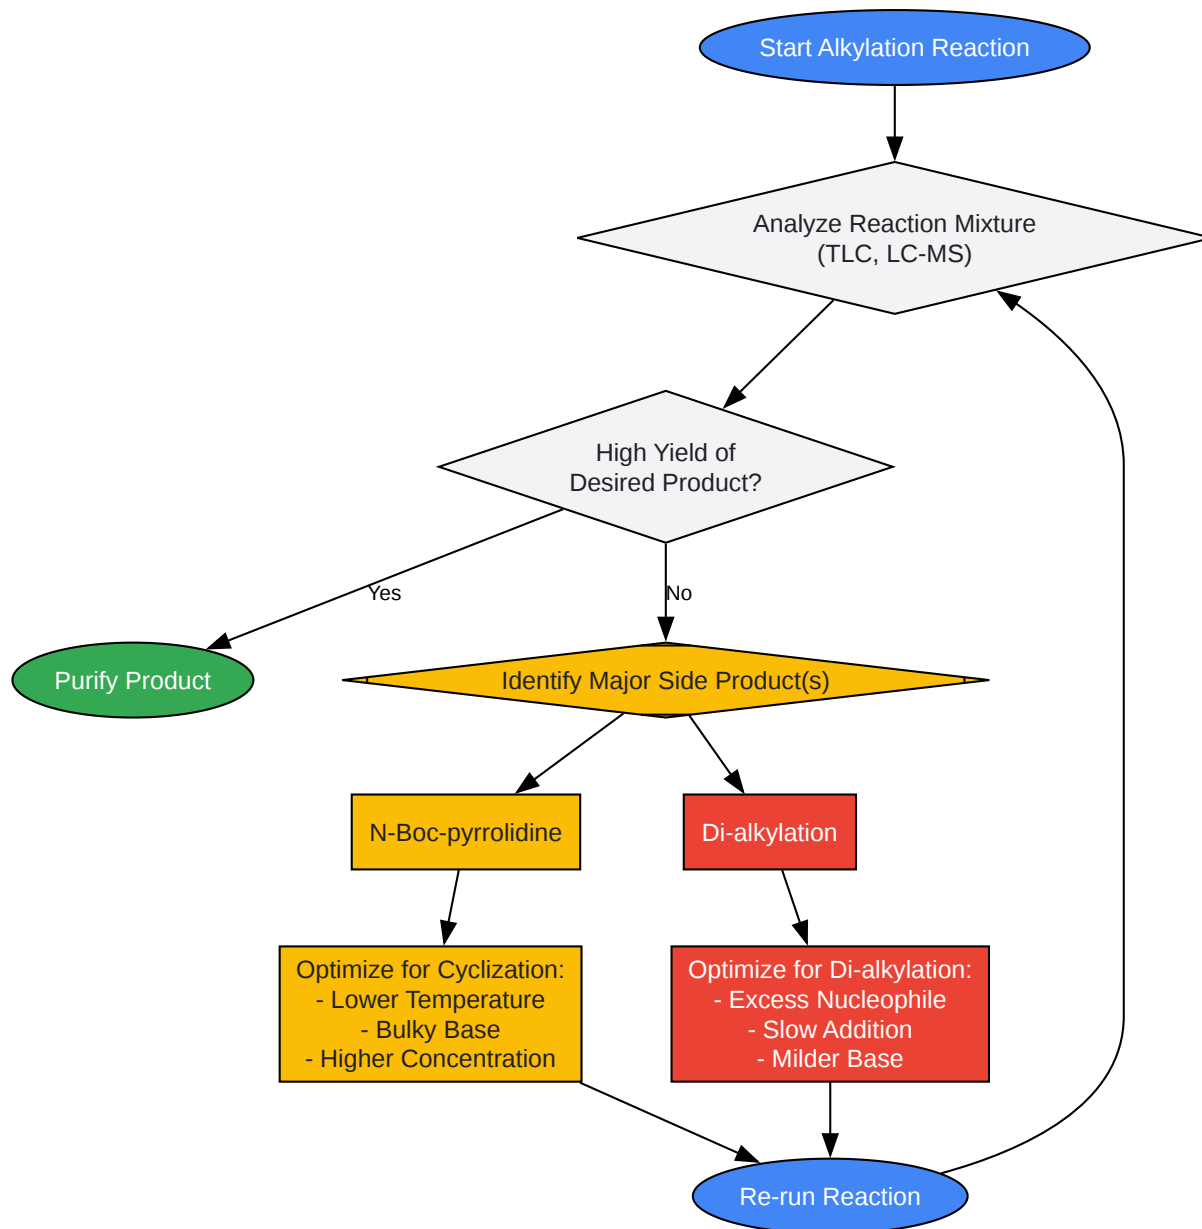 Start Alkylation Reaction
Analyze Reaction Mixture
(TLC, LC-MS)
High Yield of
Desired Product?
Yes
No
Purify Product
Identify Major Side Product(s)
N-Boc-pyrrolidine
Di-alkylation
Optimize for Cyclization:
- Lower Temperature
- Bulky Base
- Higher Concentration
Optimize for Di-alkylation:
- Excess Nucleophile
- Slow Addition
- Milder Base
Re-run Reaction